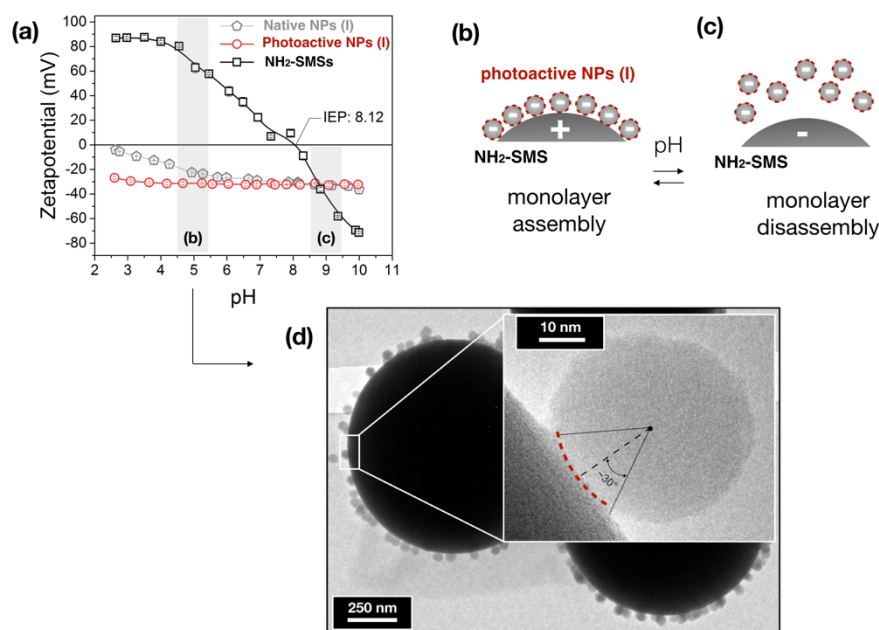 (a)
Zetapotential (mV)
100
80
60
40
20
0
-20
-40
-60
-80
2 3 4 5 6 7 8 9 10 11
pH
Native NPs (I)
Photoactive NPs (I)
NH2-SMSs
IEP: 8.12
(b)
(c)
(b)
photoactive NPs (I)
+
NH2-SMS
monolayer
assembly
pH
(c)
- - - - - - -
-
NH2-SMS
monolayer
disassembly
(d)
10 nm
~30°
250 nm